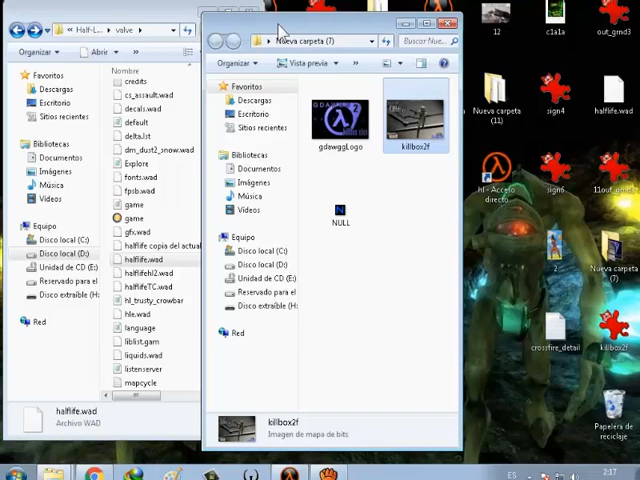 Half-L... ▸ valve ▸
Organizar ▾
Abrir ▾
Nombre
Favoritos
Descargas
Escritorio
Sitios recientes
Bibliotecas
Documentos
Imágenes
Música
Vídeos
Equipo
Disco local (C:)
Disco local (D:)
Unidad de CD (E:)
Reservado para el
Disco extraíble (H:
Red
credits
cs_assault.wad
decals.wad
default
delta.lst
dm_dust2_snow.wad
Explore
fonts.wad
fpsb.wad
game
game
gfx.wad
halflife copia del actual
halflife.wad
halflifehl2.wad
halflifeTC.wad
hl_trusty_crowbar
hle.wad
language
liblist.gam
liquids.wad
listenserver
mapcycle
halflife.wad
Archivo WAD
Nueva carpeta (7)
Buscar Nue...
Organizar ▾
Vista previa ▾
Favoritos
Descargas
Escritorio
Sitios recientes
Bibliotecas
Documentos
Imágenes
Música
Vídeos
Equipo
Disco local (C:)
Disco local (D:)
Unidad de CD (E:)
Reservado para el
Disco extraíble (H:
Red
gdawggLogo
killbox2f
NULL
killbox2f
Imagen de mapa de bits
12
c1a1a
out_grnd3
Nueva carpeta
(11)
sign4
halflife.wad
hl - Acceso
directo
sign6
11out_grnd3
2
Nueva carpeta
(7)
crossfire_detail
killbox2f
Papelera de
reciclaje
ES
2:17